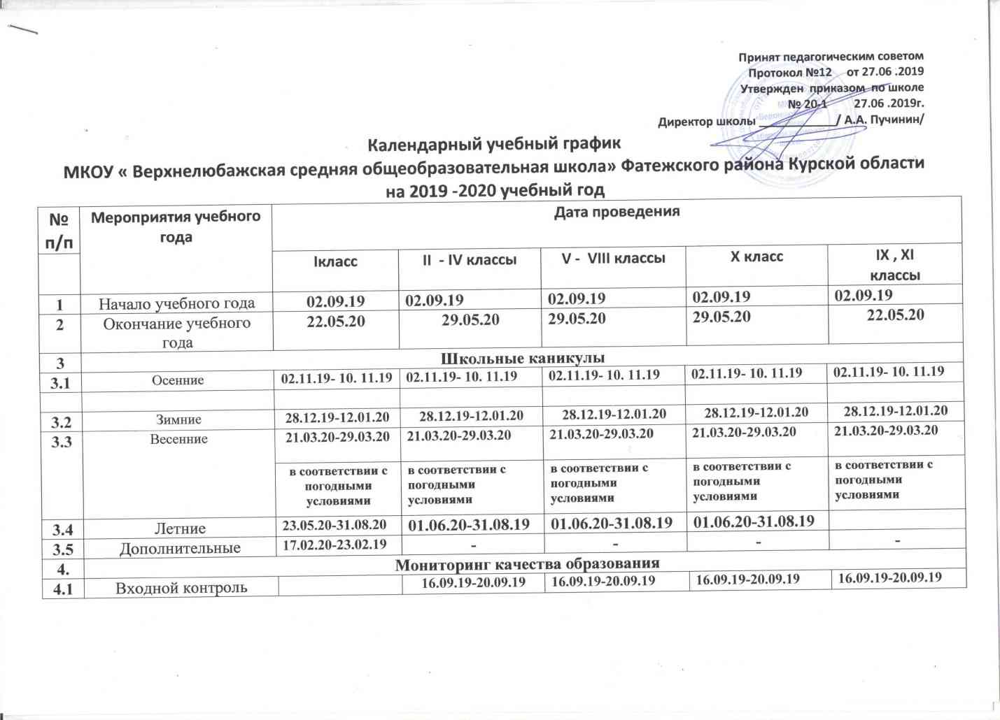 Принят педагогическим советом
Протокол №12 от 27.06 .2019
Утвержден приказом по школе
№ 20-1 27.06 .2019г.
Директор школы ____________/ А.А. Пучинин/
Календарный учебный график
МКОУ « Верхнелюбажская средняя общеобразовательная школа» Фатежского района Курской области
на 2019 -2020 учебный год
№ п/п Мероприятия учебного года Дата проведения
Iкласс II - IV классы V - VIII классы X класс IX , XI классы
1 Начало учебного года 02.09.19 02.09.19 02.09.19 02.09.19 02.09.19
2 Окончание учебного года 22.05.20 29.05.20 29.05.20 29.05.20 22.05.20
3 Школьные каникулы
3.1 Осенние 02.11.19- 10. 11.19 02.11.19- 10. 11.19 02.11.19- 10. 11.19 02.11.19- 10. 11.19 02.11.19- 10. 11.19
3.2 Зимние 28.12.19-12.01.20 28.12.19-12.01.20 28.12.19-12.01.20 28.12.19-12.01.20 28.12.19-12.01.20
3.3 Весенние 21.03.20-29.03.20 21.03.20-29.03.20 21.03.20-29.03.20 21.03.20-29.03.20 21.03.20-29.03.20
в соответствии с погодными условиями в соответствии с погодными условиями в соответствии с погодными условиями в соответствии с погодными условиями в соответствии с погодными условиями
3.4 Летние 23.05.20-31.08.20 01.06.20-31.08.19 01.06.20-31.08.19 01.06.20-31.08.19
3.5 Дополнительные 17.02.20-23.02.19 - - - -
4. Мониторинг качества образования
4.1 Входной контроль 16.09.19-20.09.19 16.09.19-20.09.19 16.09.19-20.09.19 16.09.19-20.09.19